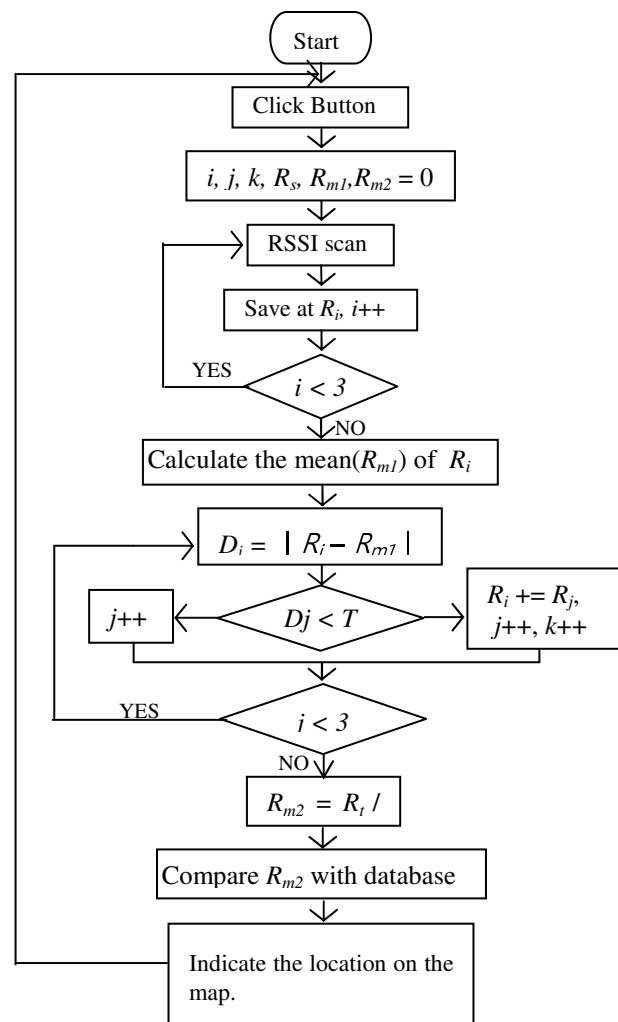 Start
Click Button
i, j, k, Rs, Rm1,Rm2 = 0
RSSI scan
Save at Ri, i++
YES
i < 3
NO
Calculate the mean(Rm1) of Ri
Di = | Ri – Rm1 |
j++
Dj < T
Ri += Rj,
j++, k++
YES
j < 3
NO
Rm2 = Rt /
Compare Rm2 with database
Indicate the location on the
map.